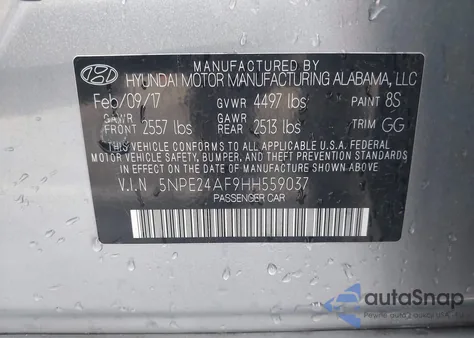 MANUFACTURED BY
HYUNDAI MOTOR MANUFACTURING ALABAMA, LLC
Feb/09/17 GVWR 4497 lbs PAINT 8S
GAWR FRONT 2557 lbs GAWR REAR 2513 lbs TRIM GG
THIS VEHICLE CONFORMS TO ALL APPLICABLE U.S.A. FEDERAL
MOTOR VEHICLE SAFETY, BUMPER, AND THEFT PREVENTION STANDARDS
IN EFFECT ON THE DATE OF MANUFACTURE SHOWN ABOVE
V.I.N 5NPE24AF9HH559037
PASSENGER CAR
autoSnap